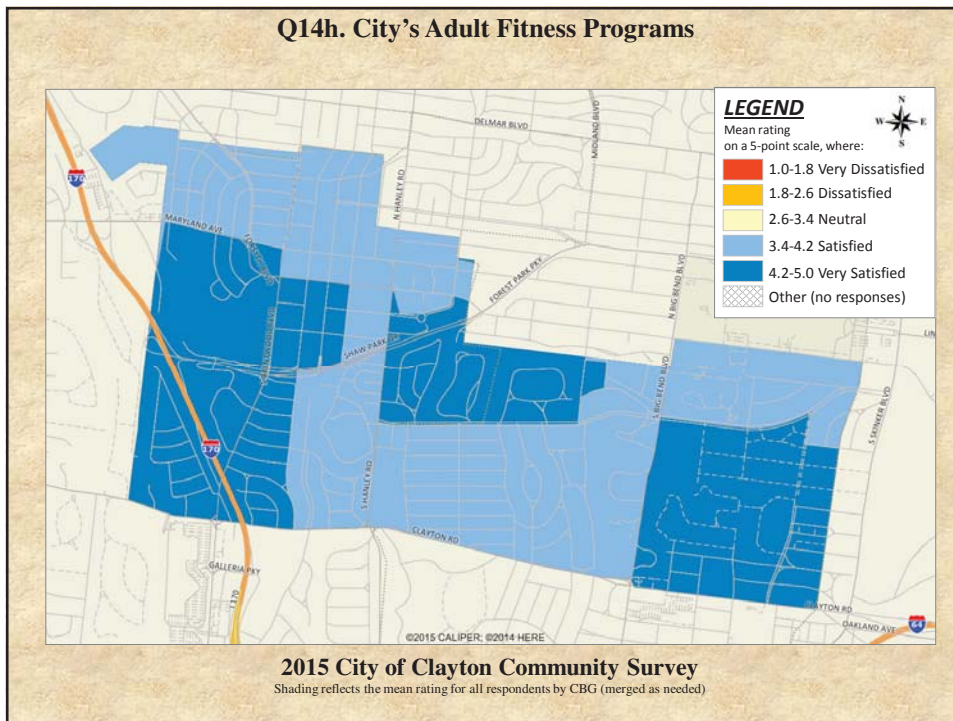 Q14h. City's Adult Fitness Programs
LEGEND
Mean rating
on a 5-point scale, where:
1.0-1.8 Very Dissatisfied
1.8-2.6 Dissatisfied
2.6-3.4 Neutral
3.4-4.2 Satisfied
4.2-5.0 Very Satisfied
Other (no responses)
N
W E
S
DELMAR BLVD
MIDLAND BLVD
170
N HANLEY RD
MARYLAND AVE
FOREST PARK PKY
N BIG BEND BLVD
LIN
SHAW PARK
S BIG BEND BLVD
S SKINKER BLVD
170
S HANLEY RD
CLAYTON RD
GALLERIA PKY
I 170
CLAYTON RD
OAKLAND AVE
64
©2015 CALIPER; ©2014 HERE
2015 City of Clayton Community Survey
Shading reflects the mean rating for all respondents by CBG (merged as needed)